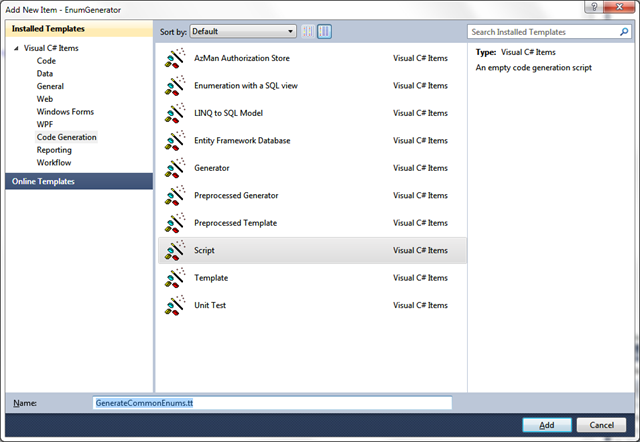 Add New Item - EnumGenerator
Installed Templates
Sort by: Default
Search Installed Templates
Visual C# Items
Code
Data
General
Web
Windows Forms
WPF
Code Generation
Reporting
Workflow
Online Templates
AzMan Authorization Store Visual C# Items
Enumeration with a SQL view Visual C# Items
LINQ to SQL Model Visual C# Items
Entity Framework Database Visual C# Items
Generator Visual C# Items
Preprocessed Generator Visual C# Items
Preprocessed Template Visual C# Items
Script Visual C# Items
Template Visual C# Items
Unit Test Visual C# Items
Type: Visual C# Items
An empty code generation script
Name: GenerateCommonEnums.tt
Add Cancel